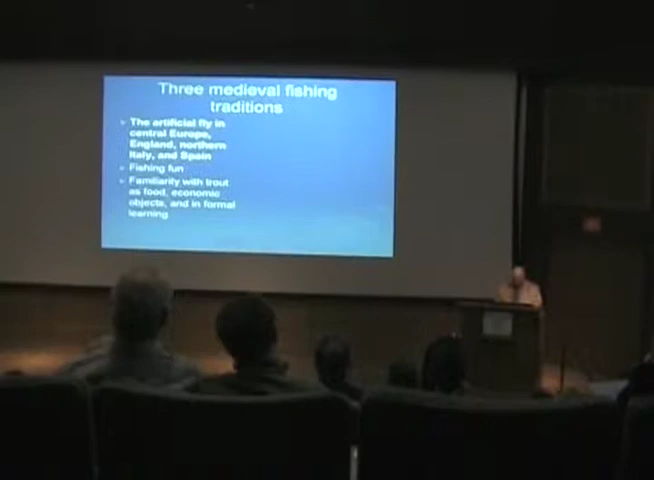 Three medieval fishing
traditions
The artificial fly in
central Europe,
England, northern
Italy, and Spain
Fishing fun
Familiarity with trout
as food, economic
objects, and in formal
learning